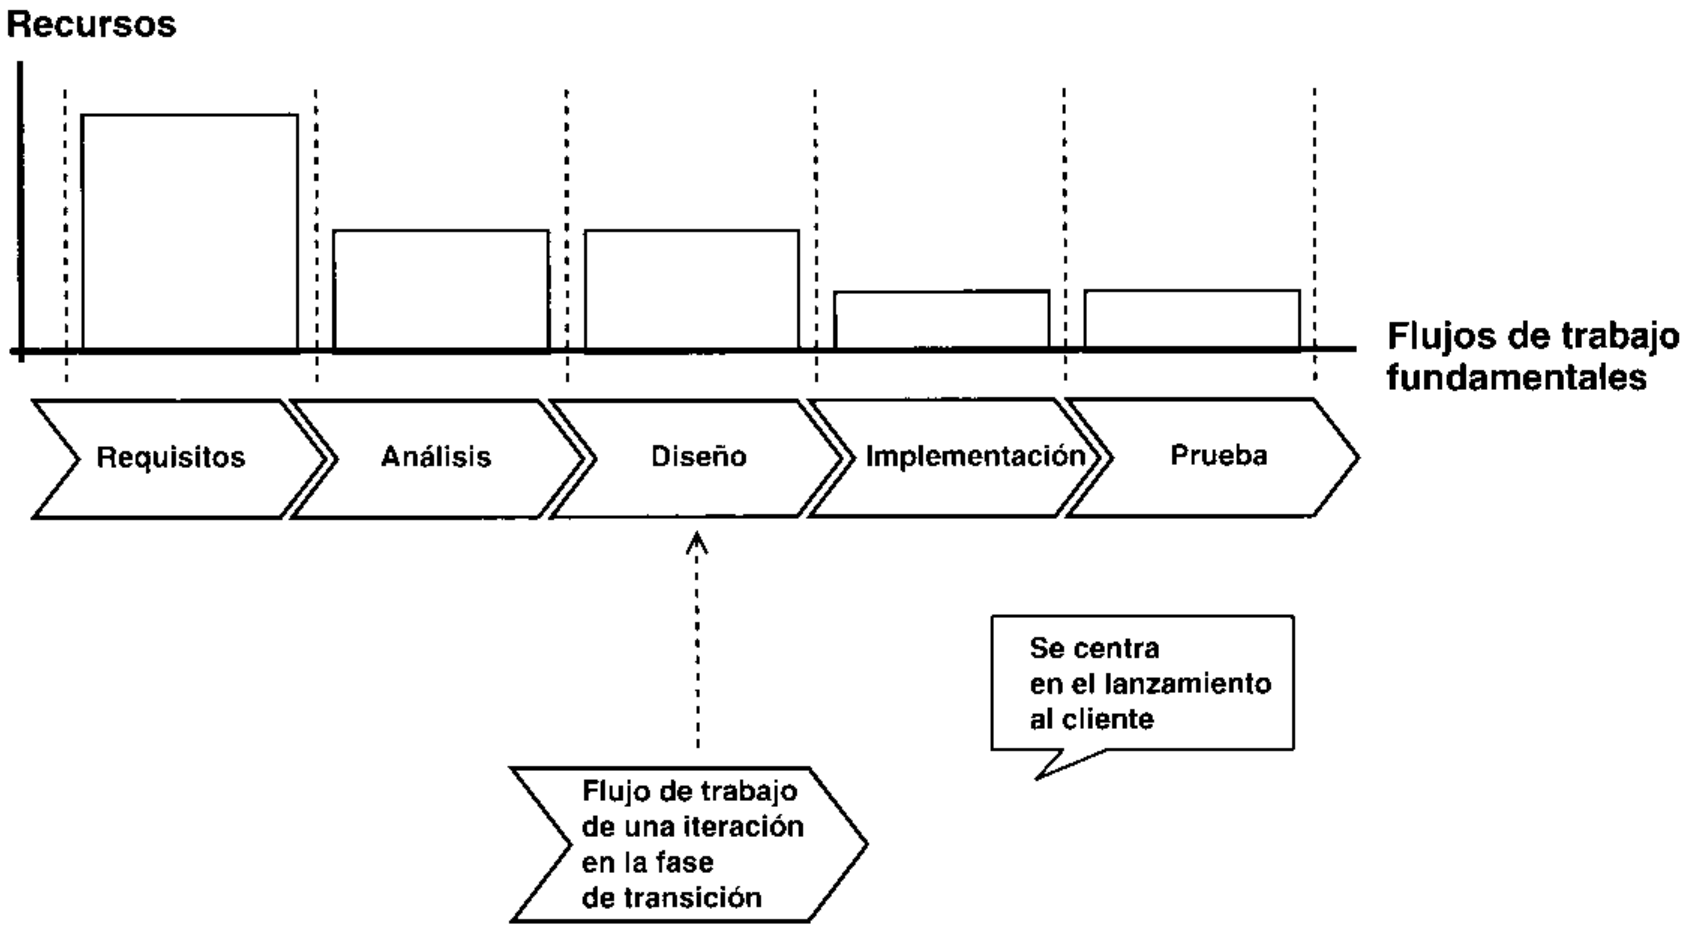 Recursos
Flujos de trabajo
fundamentales
Requisitos
Análisis
Diseño
Implementación
Prueba
Se centra
en el lanzamiento
al cliente
Flujo de trabajo
de una iteración
en la fase
de transición